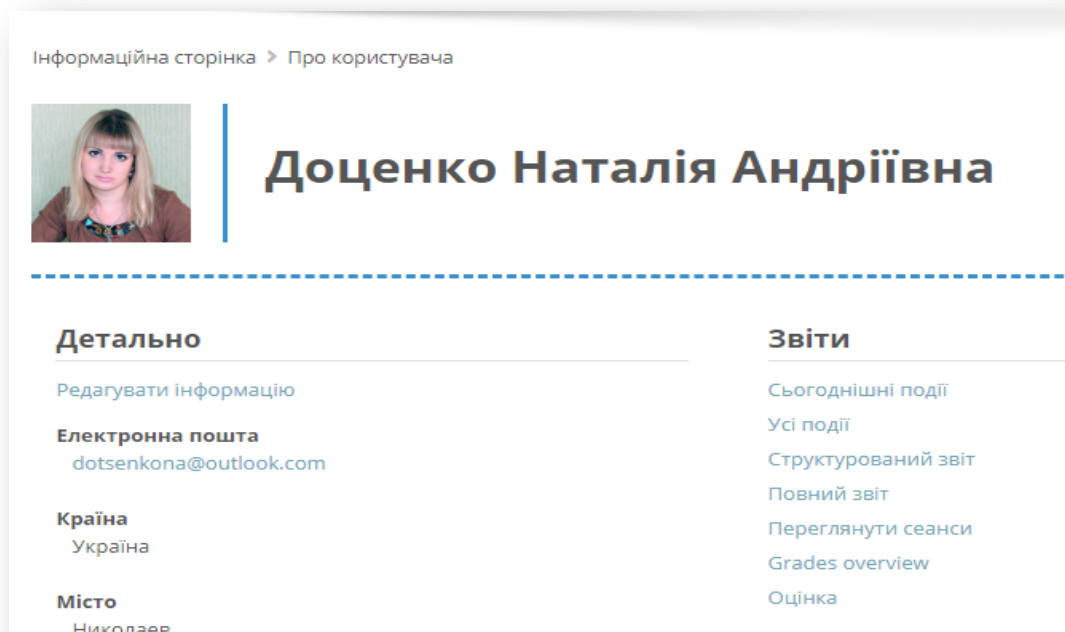 Інформаційна сторінка > Про користувача
Доценко Наталія Андріївна
Детально
Редагувати інформацію
Електронна пошта
dotsenkona@outlook.com
Країна
Україна
Місто
Николаев
Звіти
Сьогоднішні події
Усі події
Структурований звіт
Повний звіт
Переглянути сеанси
Grades overview
Оцінка